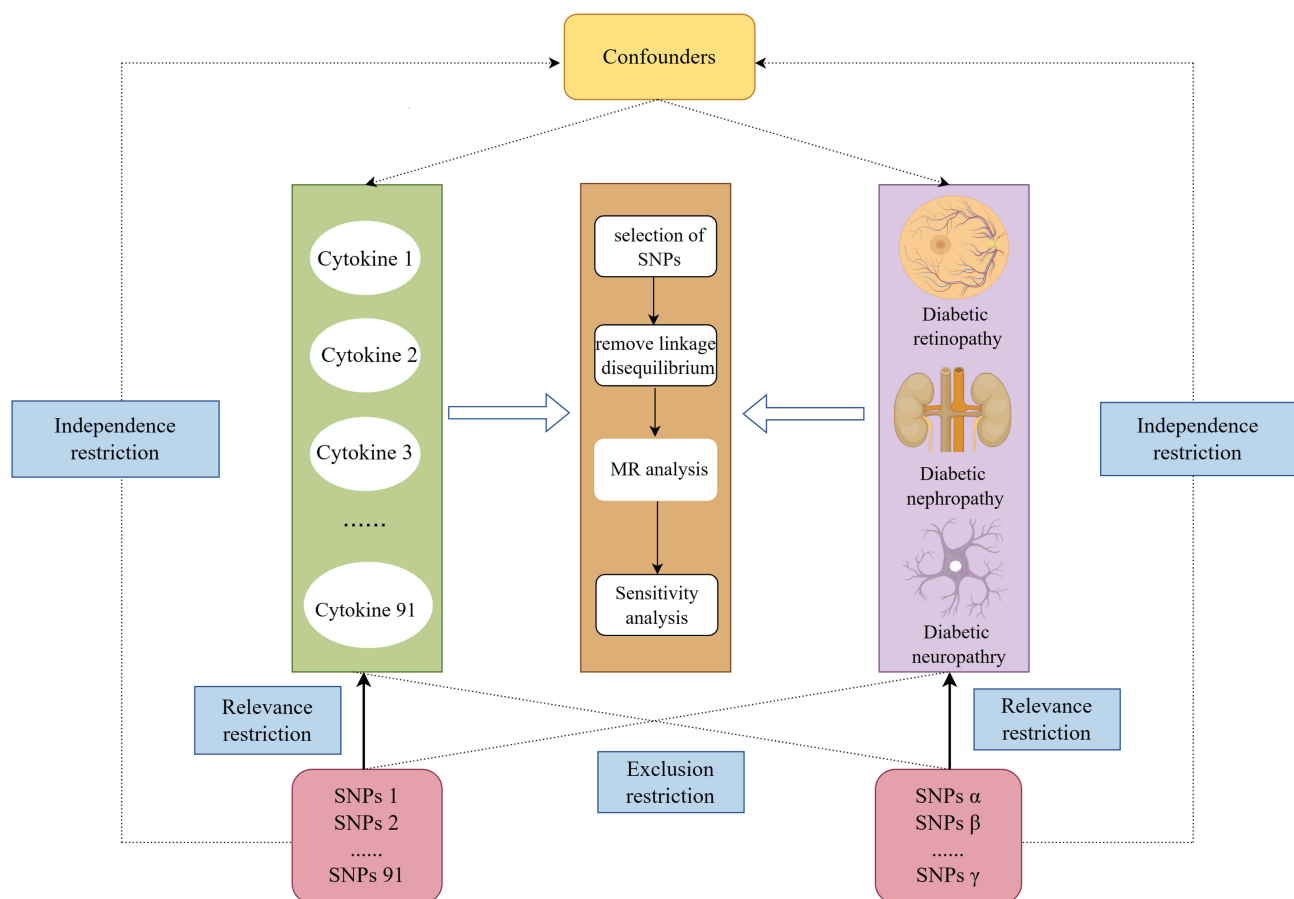 Confounders
Cytokine 1
Cytokine 2
Cytokine 3
......
Cytokine 91
selection of
SNPs
remove linkage
disequilibrium
MR analysis
Sensitivity
analysis
Diabetic
retinopathy
Diabetic
nephropathy
Diabetic
neuropathry
Independence
restriction
Independence
restriction
Relevance
restriction
Relevance
restriction
Exclusion
restriction
SNPs 1
SNPs 2
......
SNPs 91
SNPs α
SNPs β
......
SNPs γ